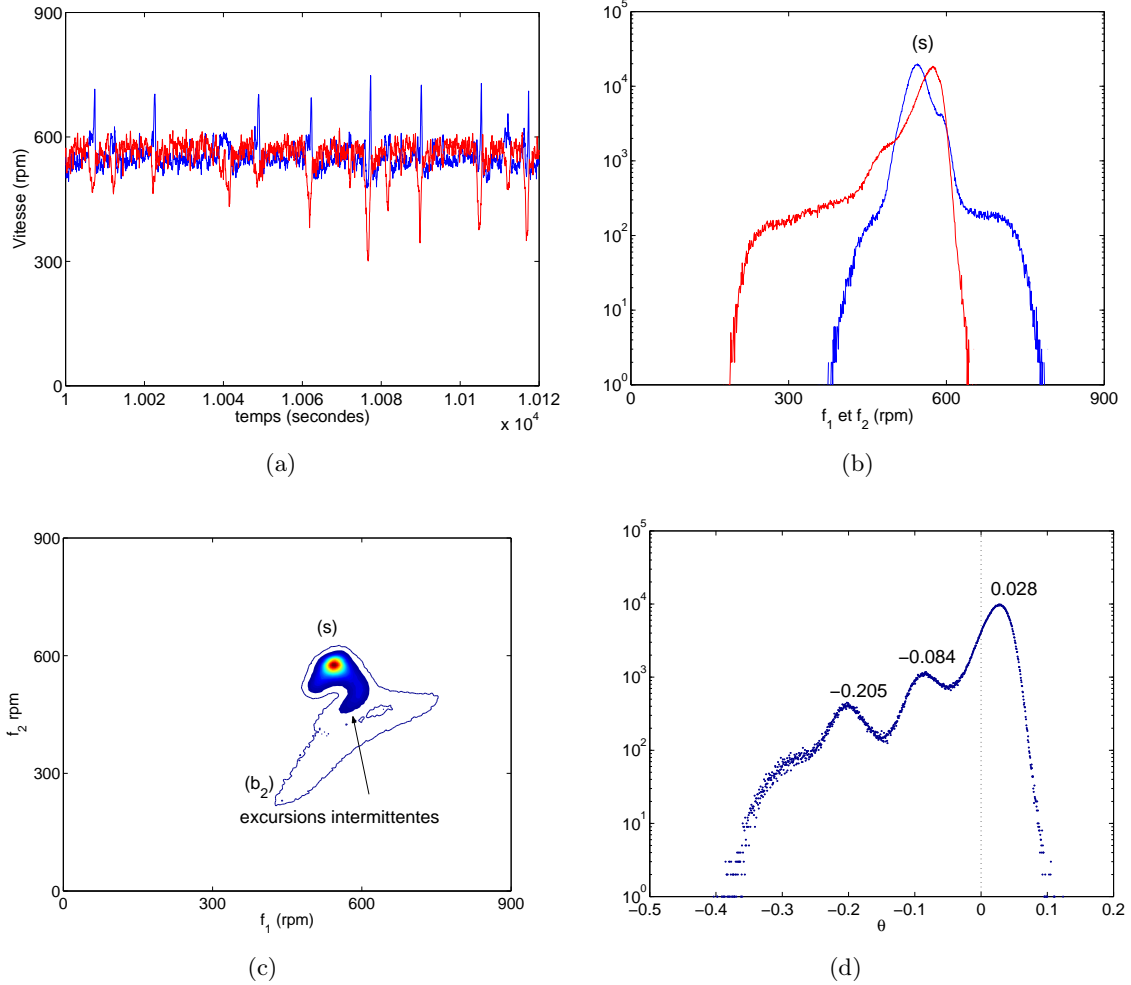 900
600
300
0
Vitesse (rpm)
1 1.002 1.004 1.006 1.008 1.01 1.012
temps (secondes)
x 10^4
(a)
10^5
10^4
10^3
10^2
10^1
10^0
(s)
0 300 600 900
f_1 et f_2 (rpm)
(b)
900
600
300
0
f_2 rpm
(s)
(b_2)
excursions intermittentes
0 300 600 900
f_1 (rpm)
(c)
10^5
10^4
10^3
10^2
10^1
10^0
0.028
−0.084
−0.205
−0.5 −0.4 −0.3 −0.2 −0.1 0 0.1 0.2
θ
(d)